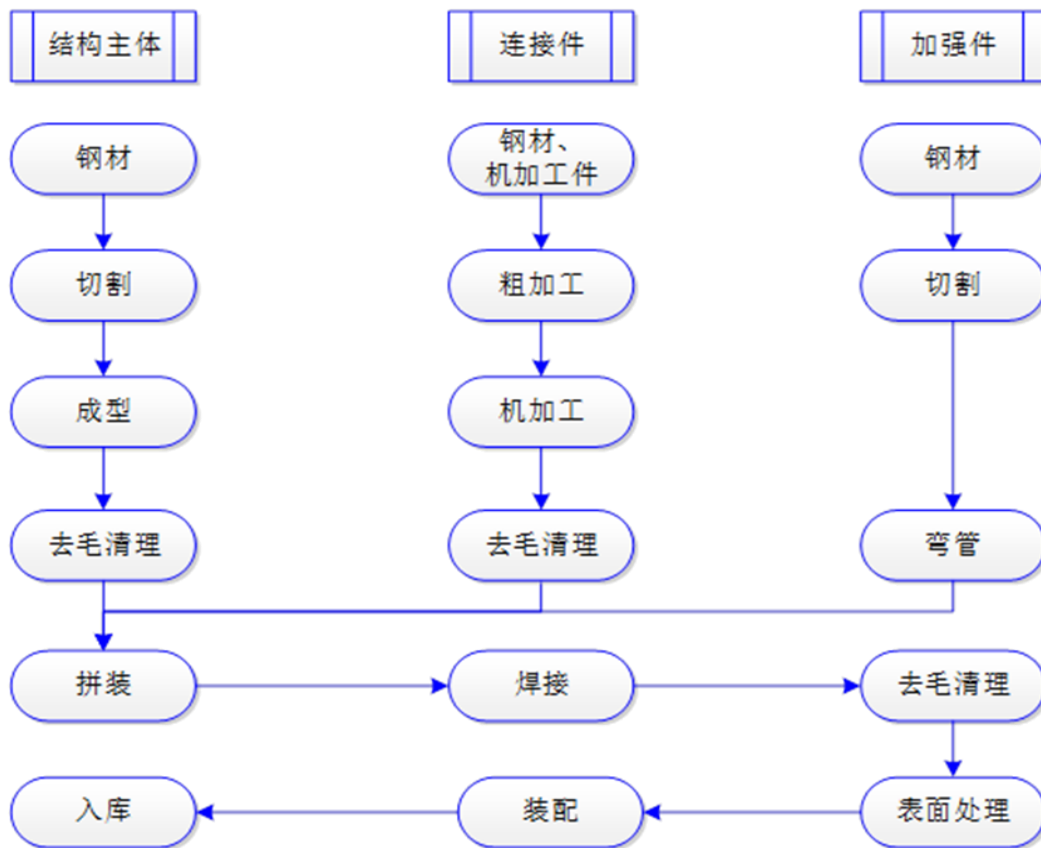 结构主体
连接件
加强件
钢材
钢材、
机加工件
钢材
切割
粗加工
切割
成型
机加工
去毛清理
去毛清理
弯管
拼装
焊接
去毛清理
入库
装配
表面处理